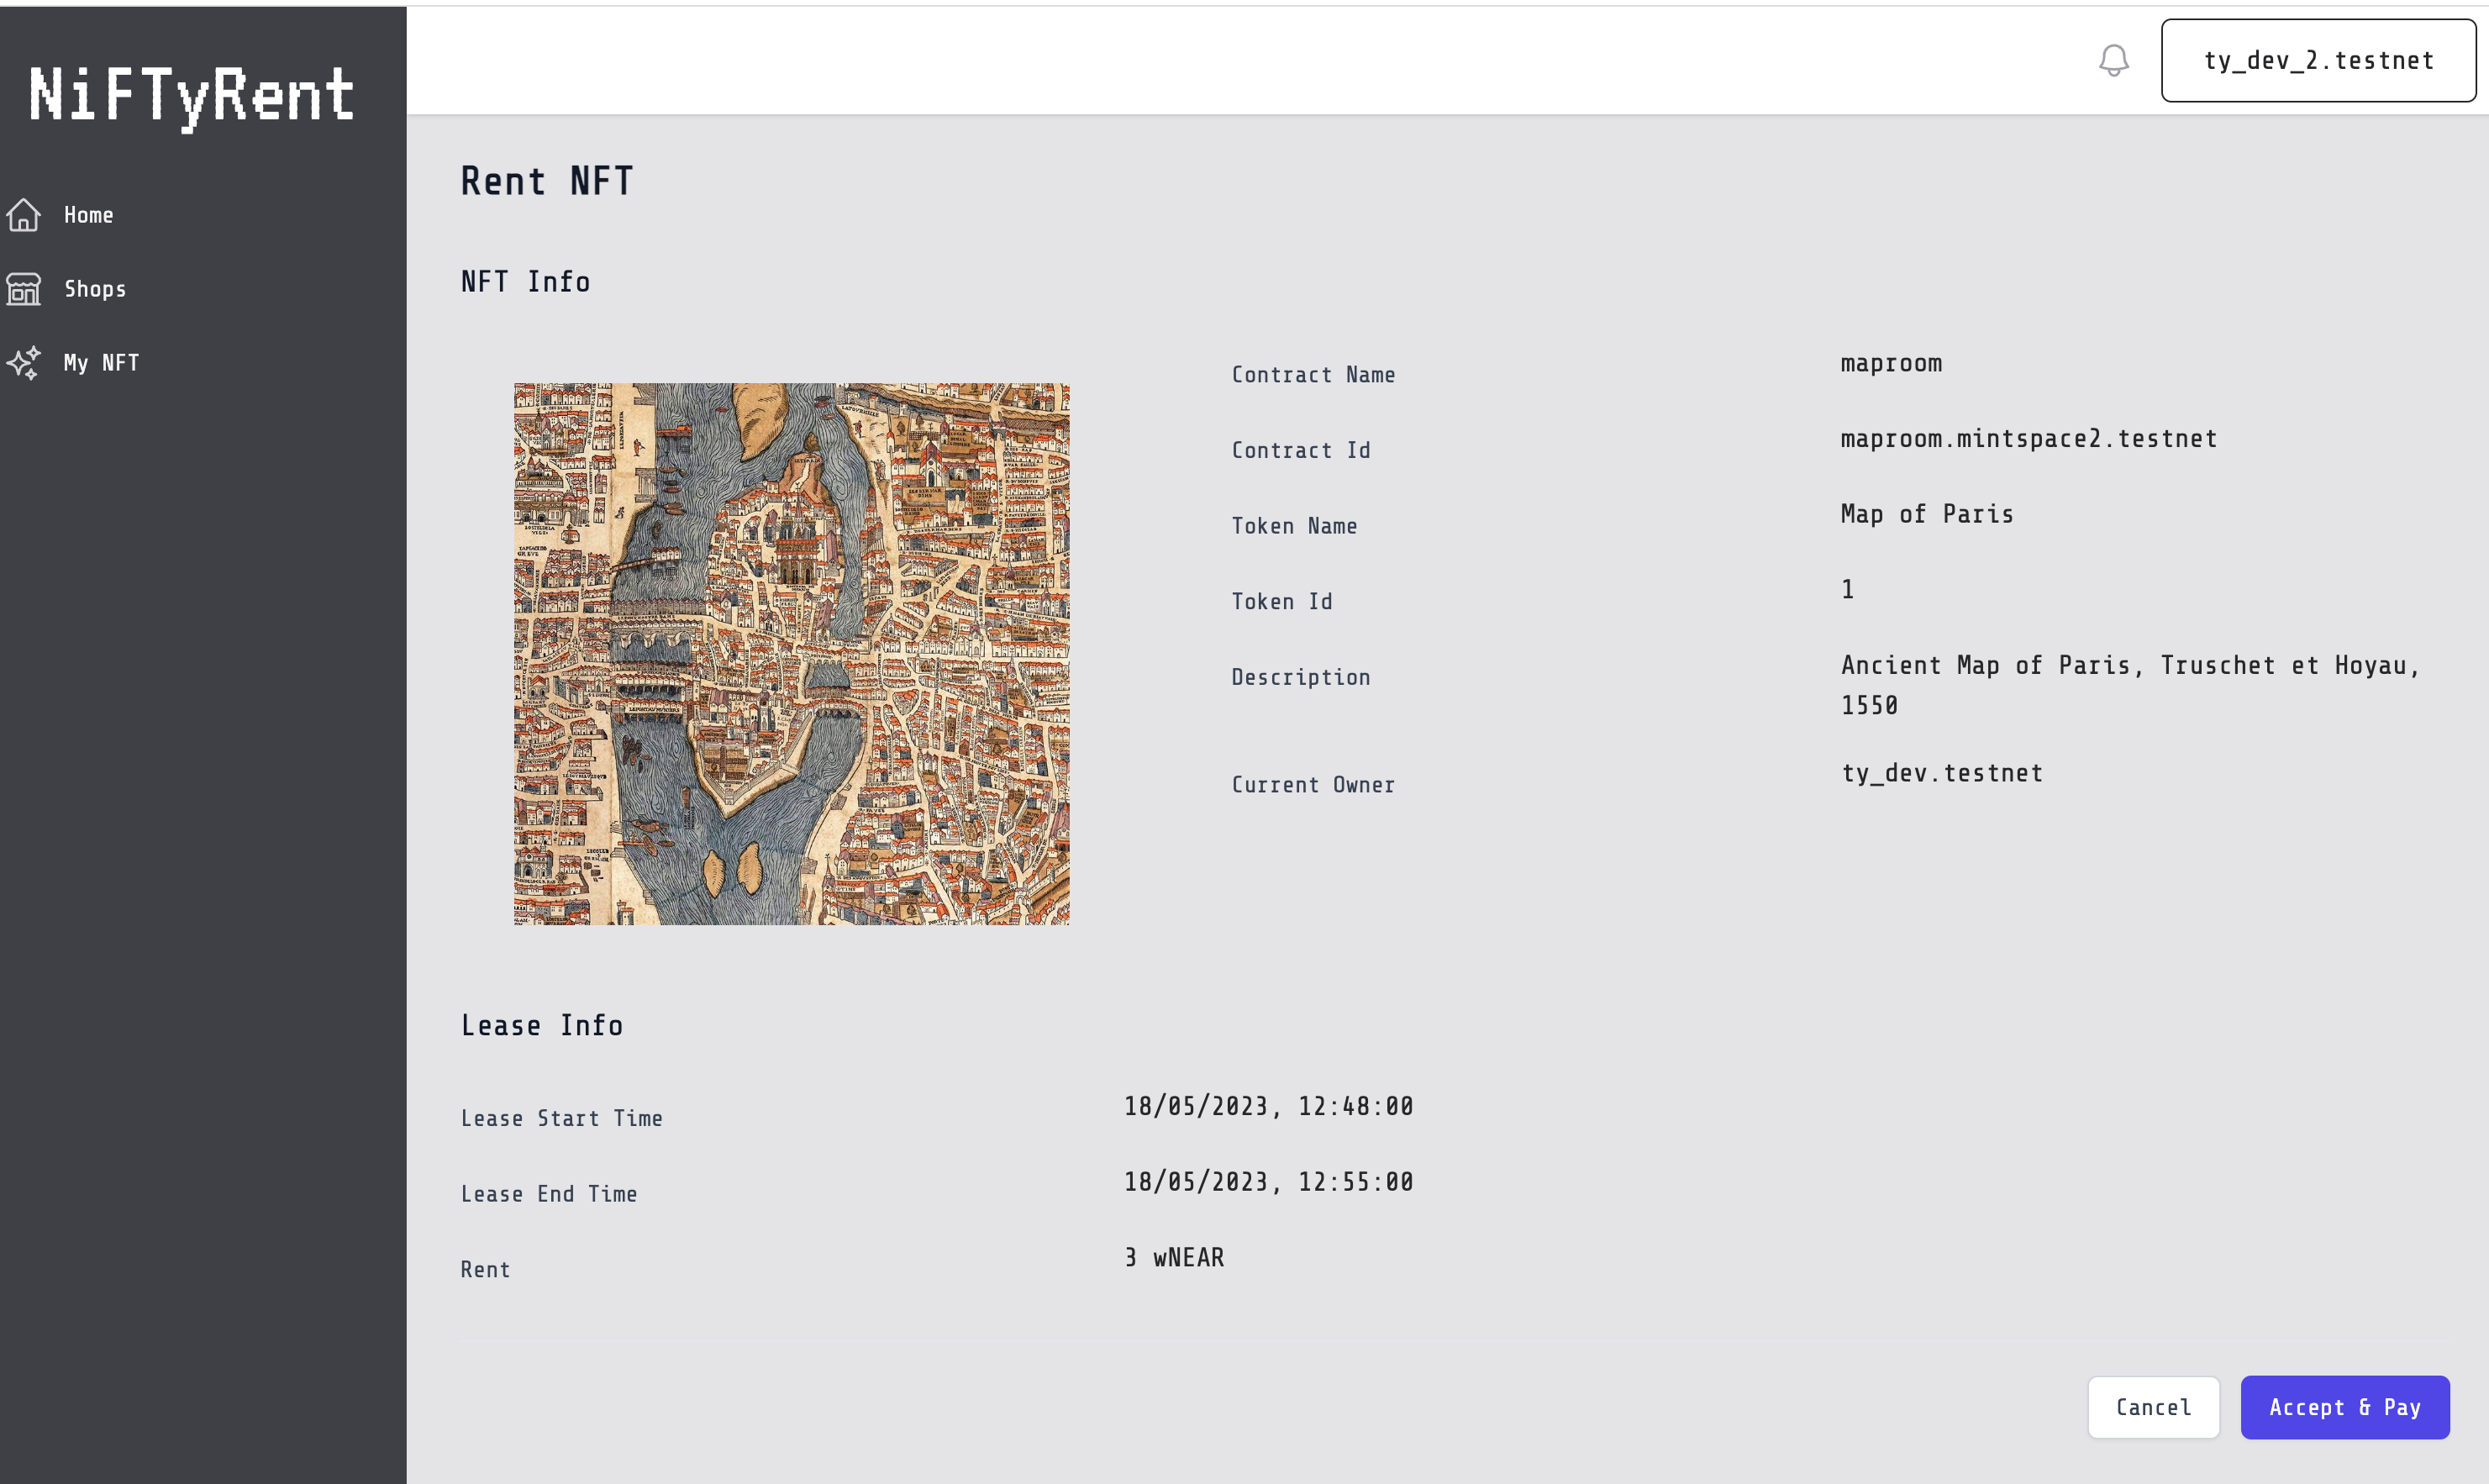 NiFTyRent
ty_dev_2.testnet
Home
Shops
My NFT
Rent NFT
NFT Info
Contract Name
maproom
Contract Id
maproom.mintspace2.testnet
Token Name
Map of Paris
Token Id
1
Description
Ancient Map of Paris, Truschet et Hoyau,
1550
Current Owner
ty_dev.testnet
Lease Info
Lease Start Time
18/05/2023, 12:48:00
Lease End Time
18/05/2023, 12:55:00
Rent
3 wNEAR
Cancel
Accept & Pay